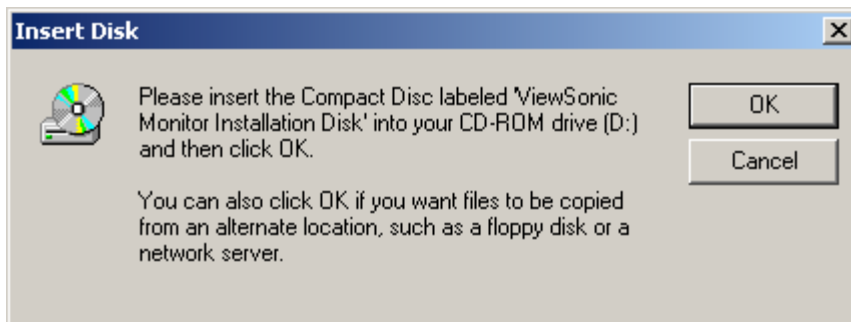 Insert Disk
Please insert the Compact Disc labeled 'ViewSonic
Monitor Installation Disk' into your CD-ROM drive (D:)
and then click OK.
You can also click OK if you want files to be copied
from an alternate location, such as a floppy disk or a
network server.
OK
Cancel